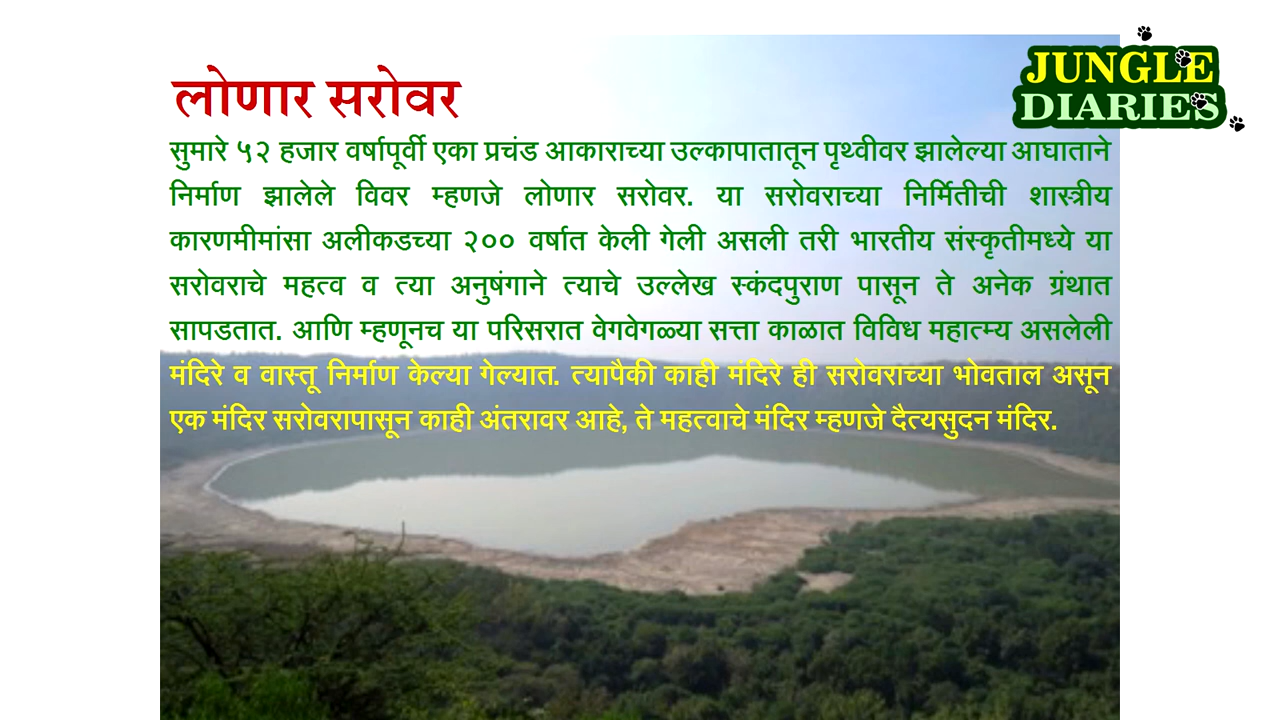 JUNGLE
DIARIES
लोणार सरोवर
सुमारे ५२ हजार वर्षापूर्वी एका प्रचंड आकाराच्या उल्कापातातून पृथ्वीवर झालेल्या आघाताने
निर्माण झालेले विवर म्हणजे लोणार सरोवर. या सरोवराच्या निर्मितीची शास्त्रीय
कारणमीमांसा अलीकडच्या २०० वर्षात केली गेली असली तरी भारतीय संस्कृतीमध्ये या
सरोवराचे महत्व व त्या अनुषंगाने त्याचे उल्लेख स्कंदपुराण पासून ते अनेक ग्रंथात
सापडतात. आणि म्हणूनच या परिसरात वेगवेगळ्या सत्ता काळात विविध महात्म्य असलेली
मंदिरे व वास्तू निर्माण केल्या गेल्यात. त्यापैकी काही मंदिरे ही सरोवराच्या भोवताल असून
एक मंदिर सरोवरापासून काही अंतरावर आहे, ते महत्वाचे मंदिर म्हणजे दैत्यसुदन मंदिर.